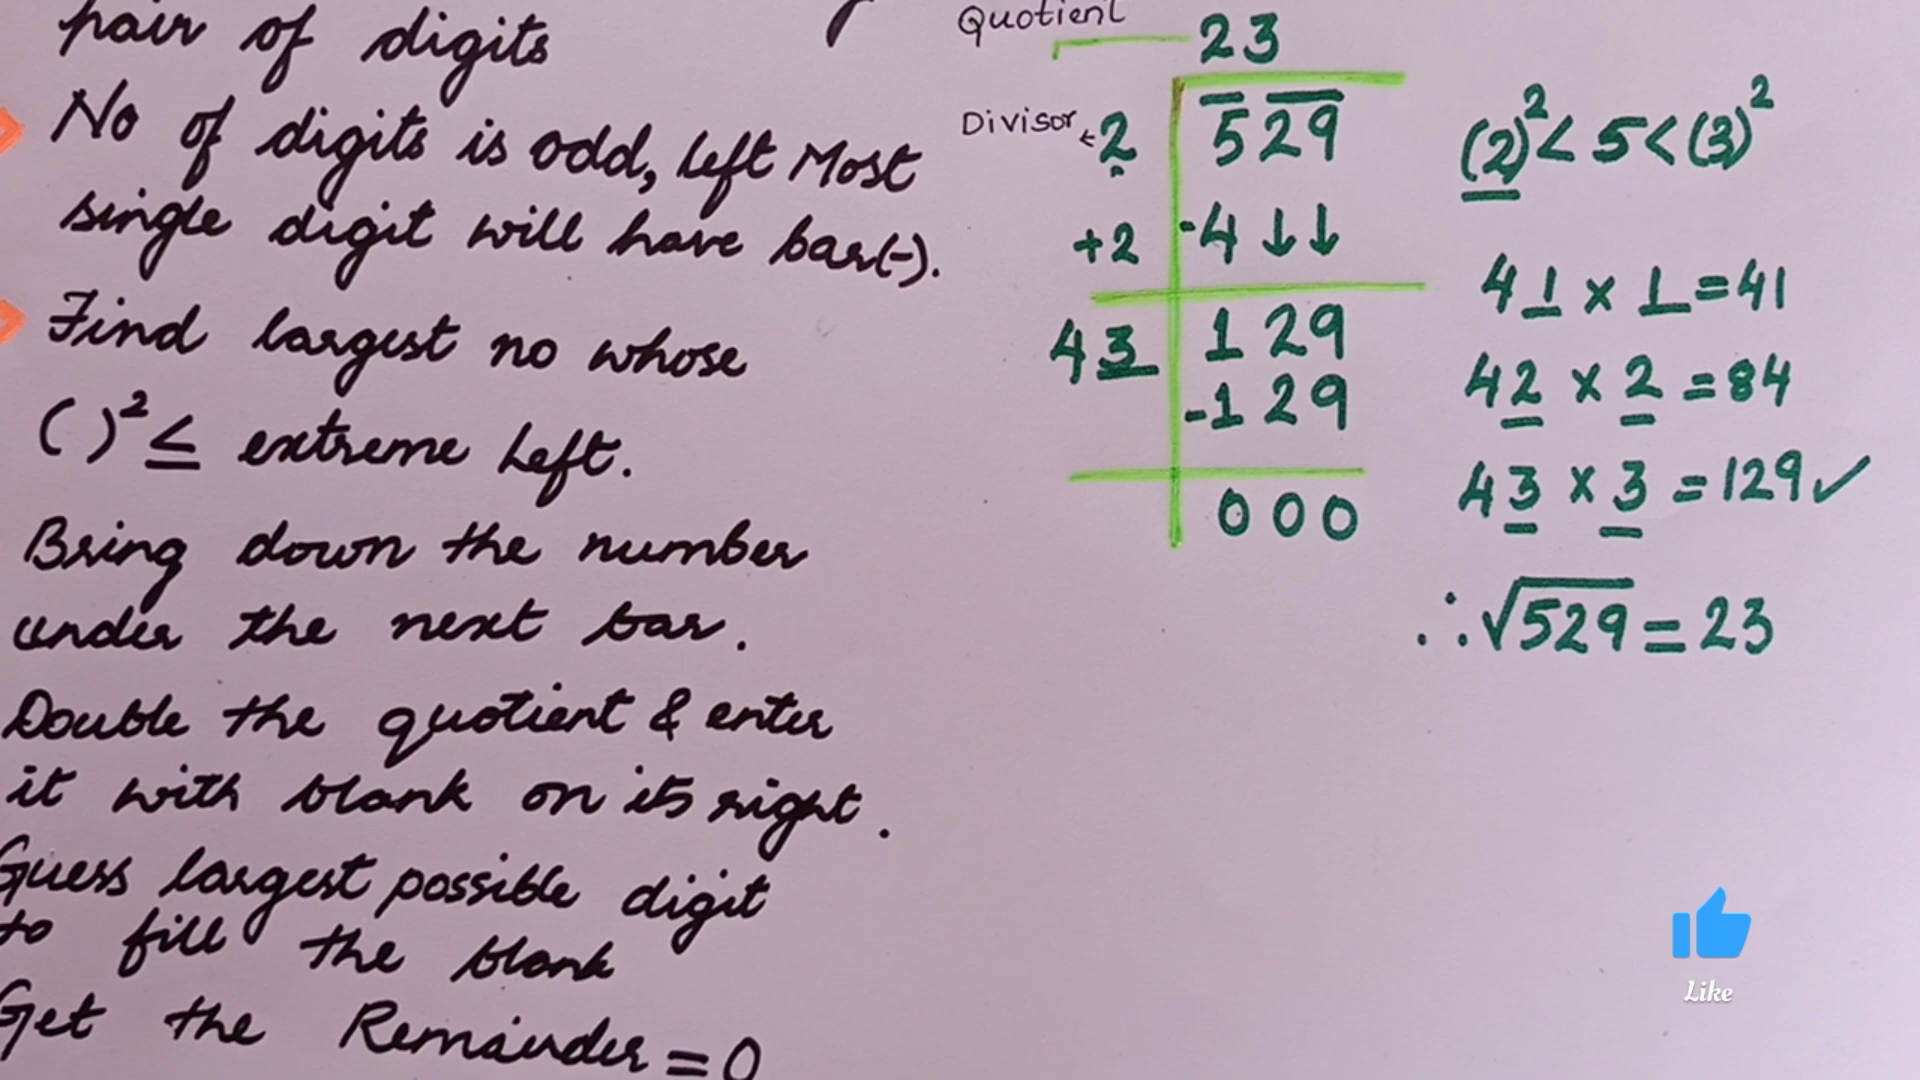 pair of digits
No of digits is odd, left Most
single digit will have bar(-).
Find largest no whose
( )² ≤ extreme left.
Bring down the number
under the next bar.
Double the quotient & enter
it with blank on its right.
Guess largest possible digit
to fill the blank
Get the Remainder = 0
Quotient 23
Divisor ← 2 529
+2 -4 ↓↓
43 129
-129
000
(2)² < 5 < (3)²
41 x 1 = 41
42 x 2 = 84
43 x 3 = 129 ✓
∴ √529 = 23
Like